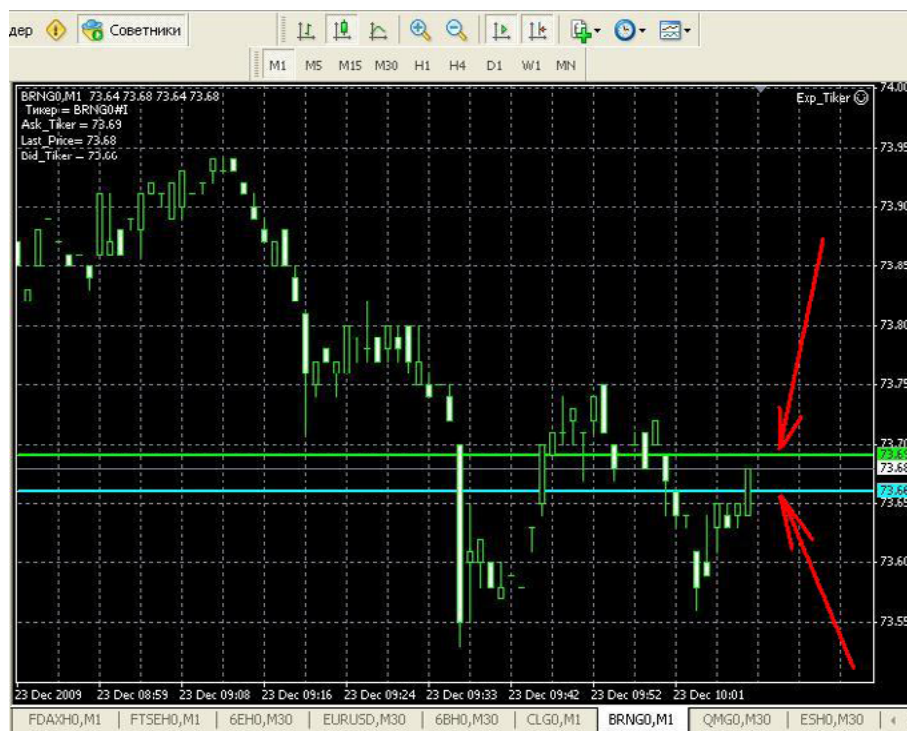 дер Советники
M1 M5 M15 M30 H1 H4 D1 W1 MN
BRNG0,M1 73.64 73.68 73.64 73.68
Exp_Tiker
Тикер = BRNG0#I
Ask_Tiker = 73.69
Last_Price= 73.68
Bid_Tiker = 73.66
74.00
73.95
73.90
73.85
73.80
73.75
73.70
73.69
73.68
73.66
73.65
73.60
73.55
23 Dec 2009 23 Dec 08:59 23 Dec 09:08 23 Dec 09:16 23 Dec 09:24 23 Dec 09:33 23 Dec 09:42 23 Dec 09:52 23 Dec 10:01
FDAXH0,M1 FTSEH0,M1 6EH0,M30 EURUSD,M30 6BH0,M30 CLG0,M1 BRNG0,M1 QMG0,M30 ESH0,M30